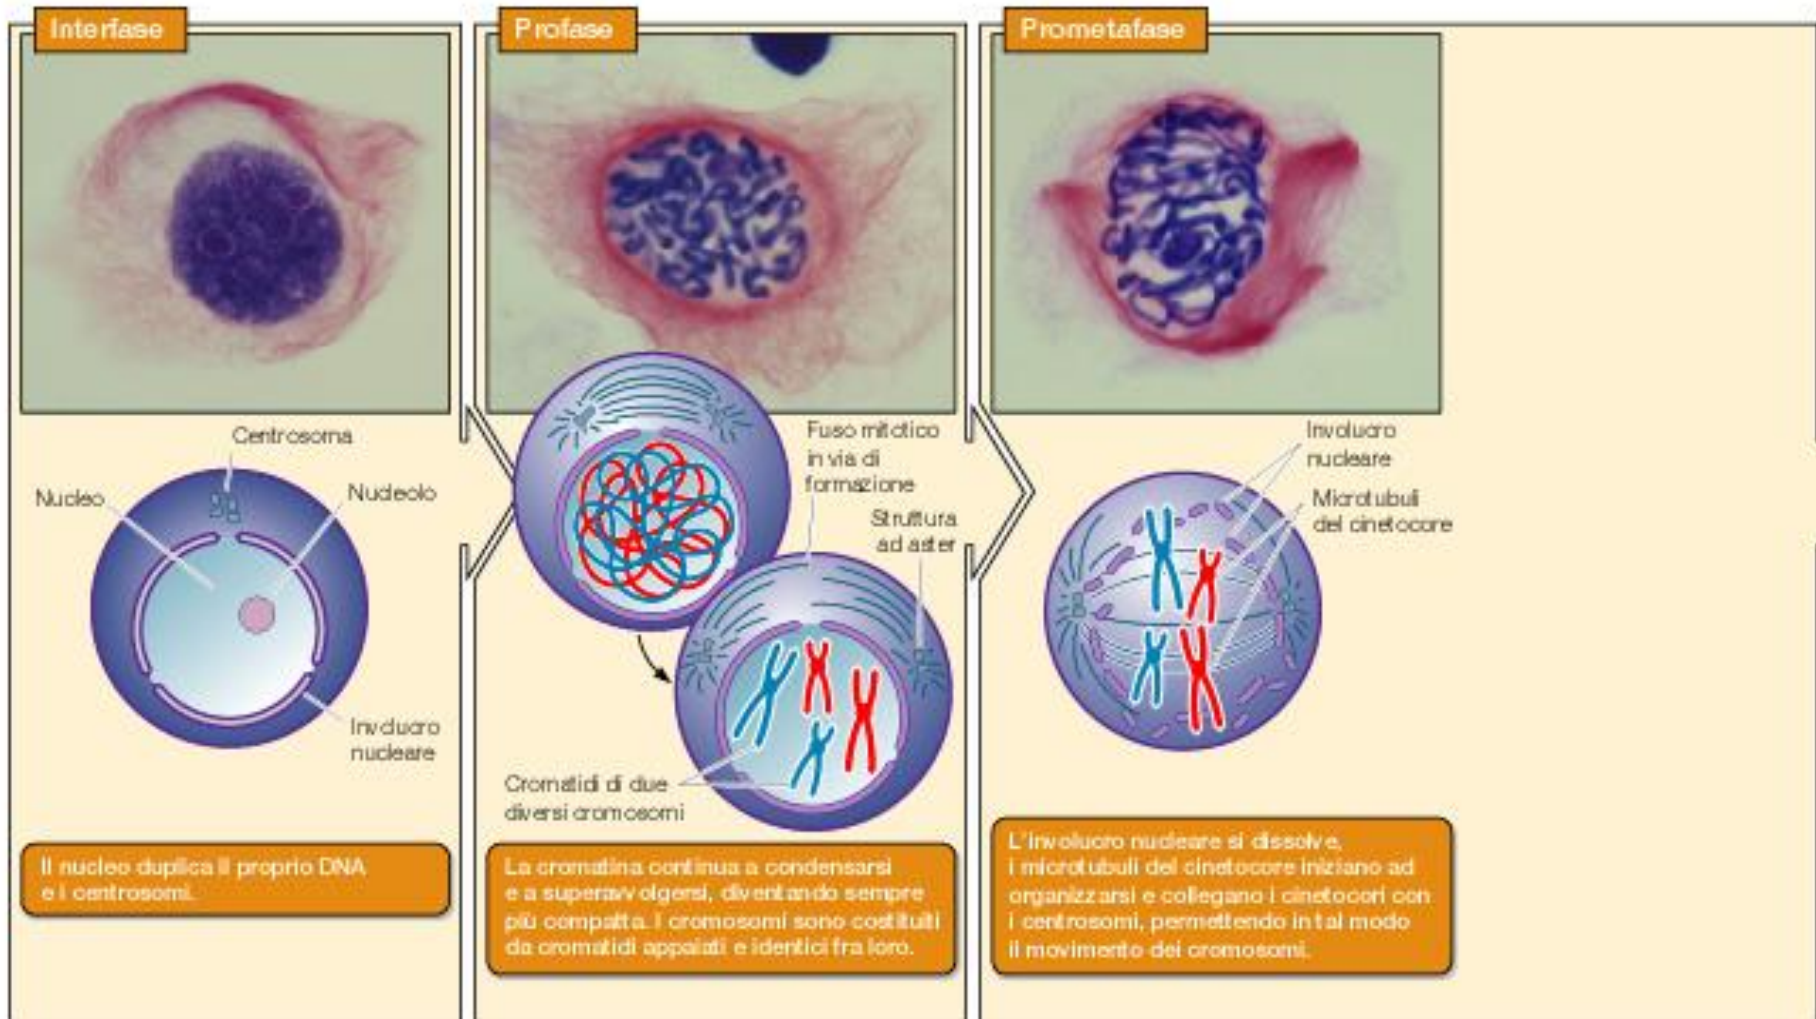 Interfase
Centrosoma
Nucleo
Nucleolo
Involucro
nucleare
Il nucleo duplica il proprio DNA
e i centrosomi.
Profase
Fuso mitotico
in via di
formazione
Struttura
ad aster
Cromatidi di due
diversi cromosomi
La cromatina continua a condensarsi
e a superavvolgersi, diventando sempre
più compatta. I cromosomi sono costituiti
da cromatidi appaiati e identici fra loro.
Prometafase
Involucro
nucleare
Microtubuli
del cinetocore
L'involucro nucleare si dissolve,
i microtubuli del cinetocore iniziano ad
organizzarsi e collegano i cinetocori con
i centrosomi, permettendo in tal modo
il movimento dei cromosomi.